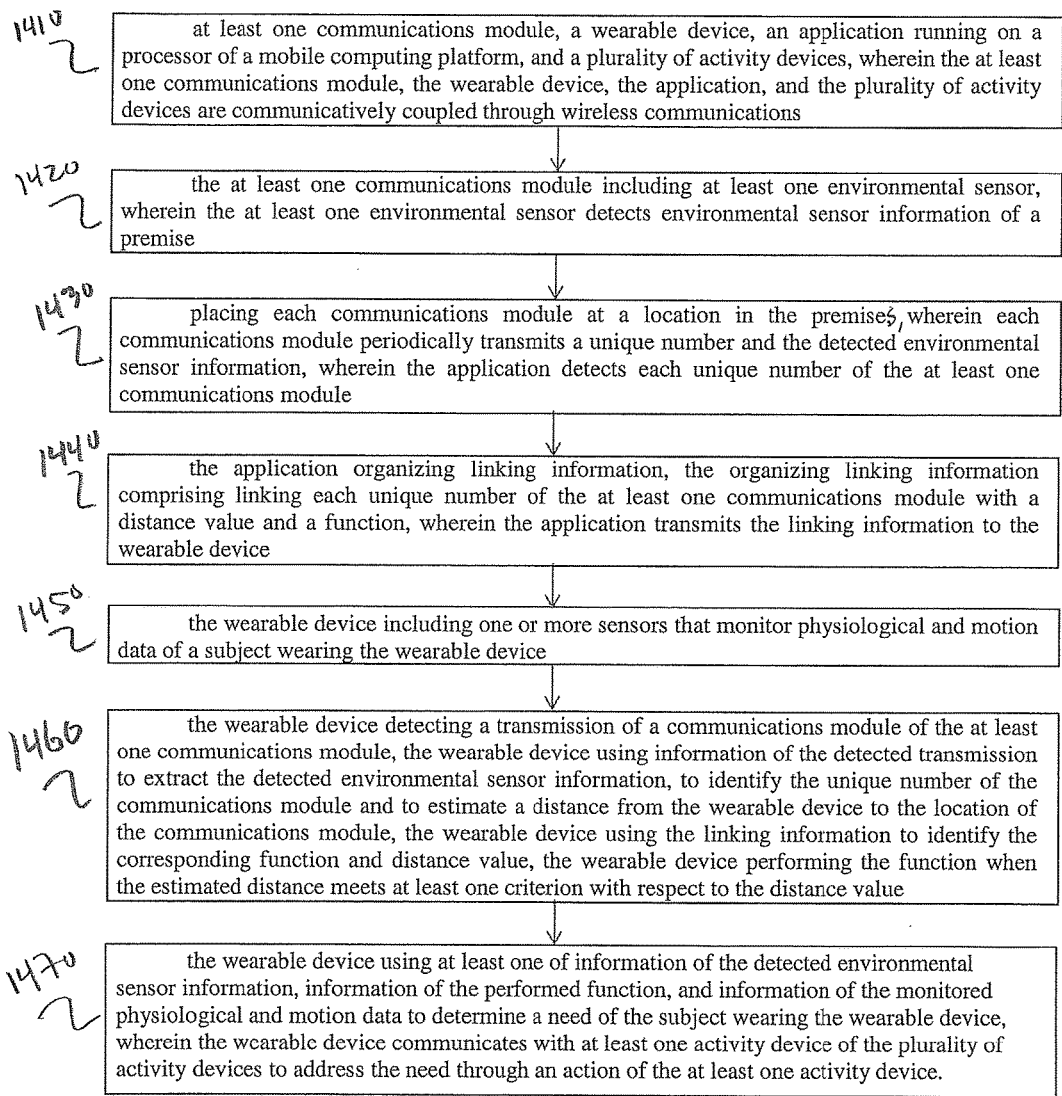 1410
at least one communications module, a wearable device, an application running on a
processor of a mobile computing platform, and a plurality of activity devices, wherein the at least
one communications module, the wearable device, the application, and the plurality of activity
devices are communicatively coupled through wireless communications
1420
the at least one communications module including at least one environmental sensor,
wherein the at least one environmental sensor detects environmental sensor information of a
premise
1430
placing each communications module at a location in the premises, wherein each
communications module periodically transmits a unique number and the detected environmental
sensor information, wherein the application detects each unique number of the at least one
communications module
1440
the application organizing linking information, the organizing linking information
comprising linking each unique number of the at least one communications module with a
distance value and a function, wherein the application transmits the linking information to the
wearable device
1450
the wearable device including one or more sensors that monitor physiological and motion
data of a subject wearing the wearable device
1460
the wearable device detecting a transmission of a communications module of the at least
one communications module, the wearable device using information of the detected transmission
to extract the detected environmental sensor information, to identify the unique number of the
communications module and to estimate a distance from the wearable device to the location of
the communications module, the wearable device using the linking information to identify the
corresponding function and distance value, the wearable device performing the function when
the estimated distance meets at least one criterion with respect to the distance value
1470
the wearable device using at least one of information of the detected environmental
sensor information, information of the performed function, and information of the monitored
physiological and motion data to determine a need of the subject wearing the wearable device,
wherein the wearable device communicates with at least one activity device of the plurality of
activity devices to address the need through an action of the at least one activity device.